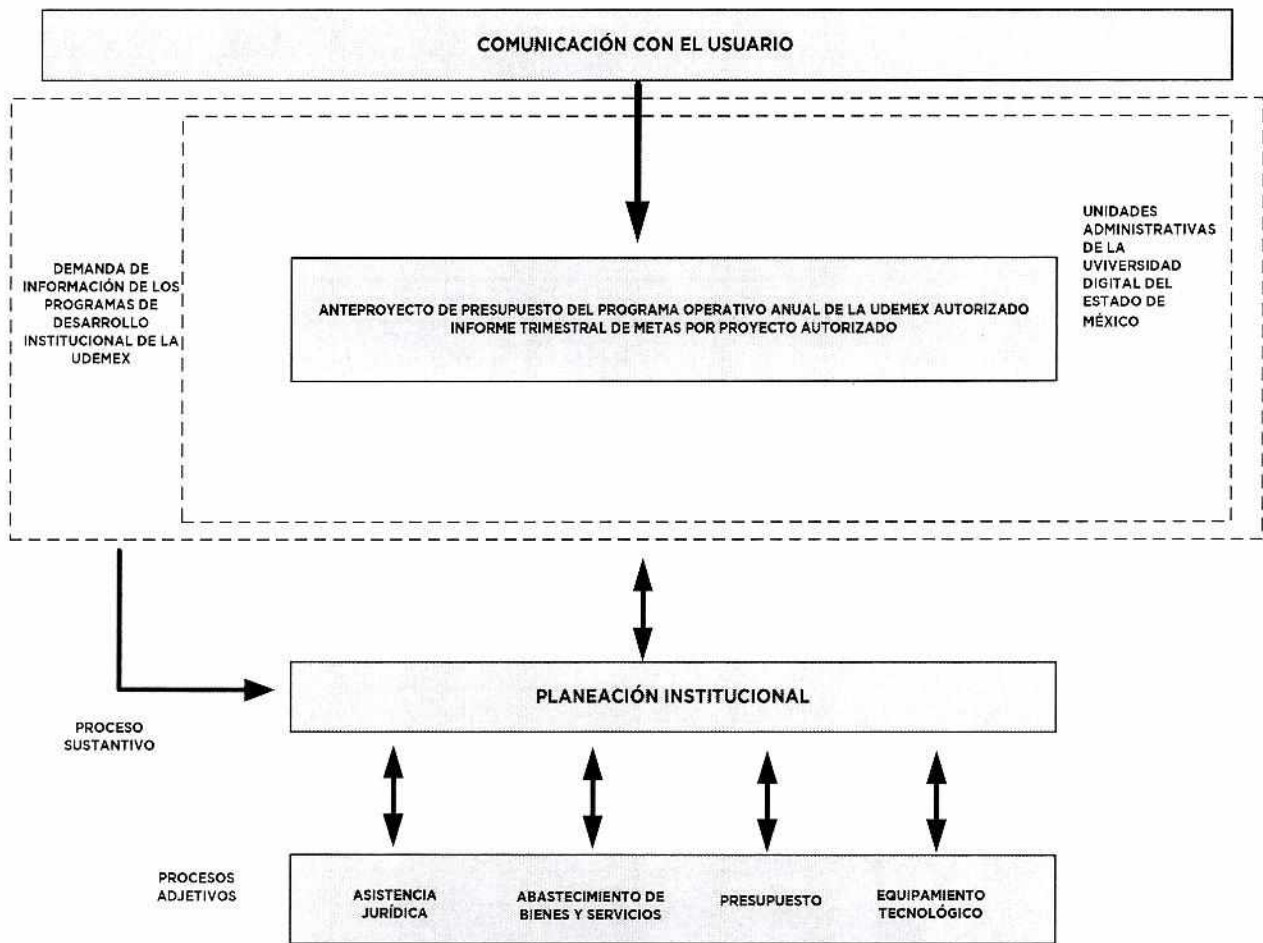 COMUNICACIÓN CON EL USUARIO
DEMANDA DE
INFORMACIÓN DE LOS
PROGRAMAS DE
DESARROLLO
INSTITUCIONAL DE LA
UDEMEX
ANTEPROYECTO DE PRESUPUESTO DEL PROGRAMA OPERATIVO ANUAL DE LA UDEMEX AUTORIZADO
INFORME TRIMESTRAL DE METAS POR PROYECTO AUTORIZADO
UNIDADES
ADMINISTRATIVAS
DE LA
UVIVERSIDAD
DIGITAL DEL
ESTADO DE
MÉXICO
PLANEACIÓN INSTITUCIONAL
PROCESO
SUSTANTIVO
PROCESOS
ADJETIVOS
ASISTENCIA
JURÍDICA
ABASTECIMIENTO DE
BIENES Y SERVICIOS
PRESUPUESTO
EQUIPAMIENTO
TECNOLÓGICO